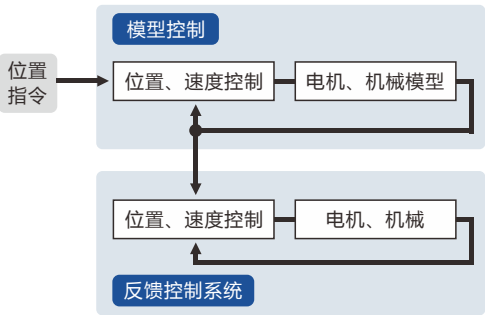 模型控制
位置
指令
位置、速度控制
电机、机械模型
位置、速度控制
电机、机械
反馈控制系统